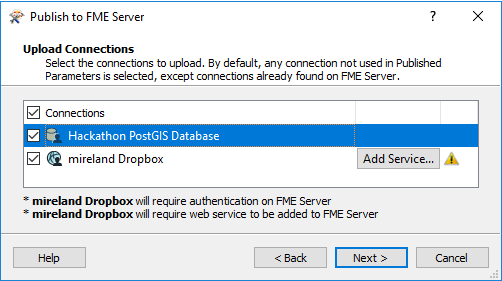 Publish to FME Server
?
Upload Connections
Select the connections to upload. By default, any connection not used in Published
Parameters is selected, except connections already found on FME Server.
Connections
Hackathon PostGIS Database
mireland Dropbox
Add Service...
* mireland Dropbox will require authentication on FME Server
* mireland Dropbox will require web service to be added to FME Server
Help
< Back
Next >
Cancel